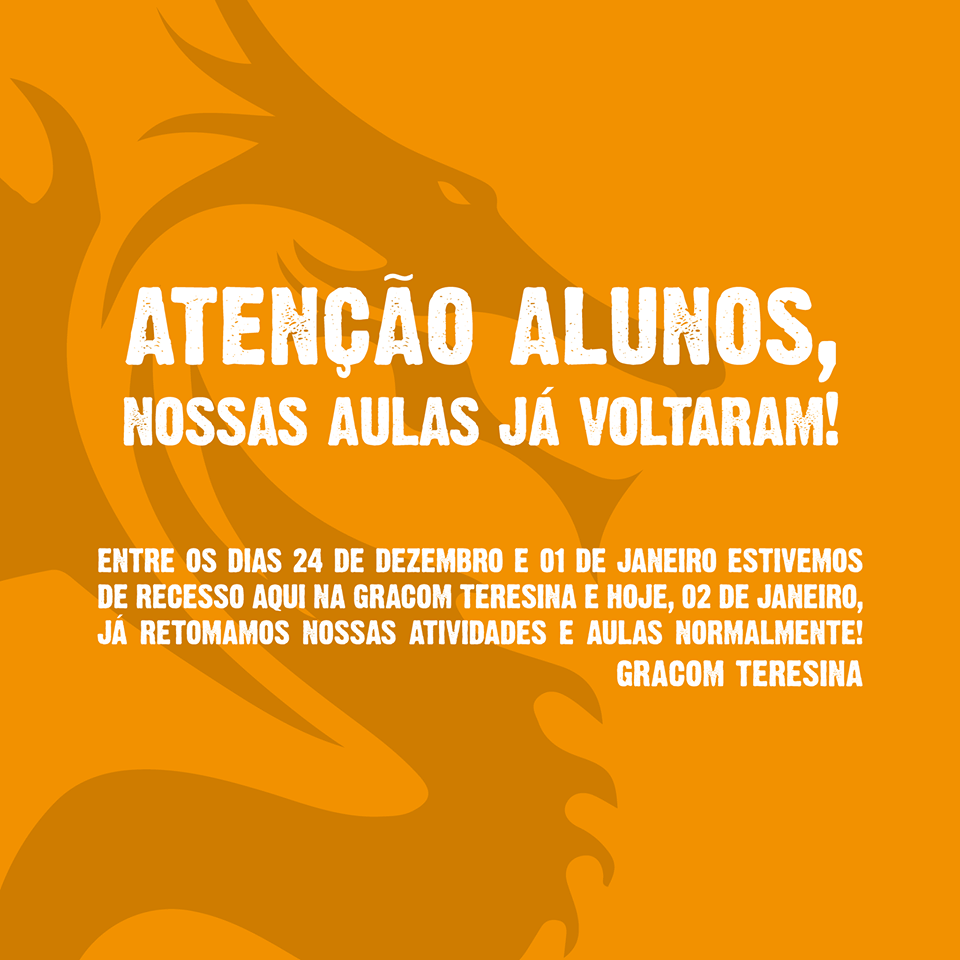 ATENÇÃO ALUNOS,
NOSSAS AULAS JÁ VOLTARAM!
ENTRE OS DIAS 24 DE DEZEMBRO E 01 DE JANEIRO ESTIVEMOS
DE RECESSO AQUI NA GRACOM TERESINA E HOJE, 02 DE JANEIRO,
JÁ RETOMAMOS NOSSAS ATIVIDADES E AULAS NORMALMENTE!
GRACOM TERESINA